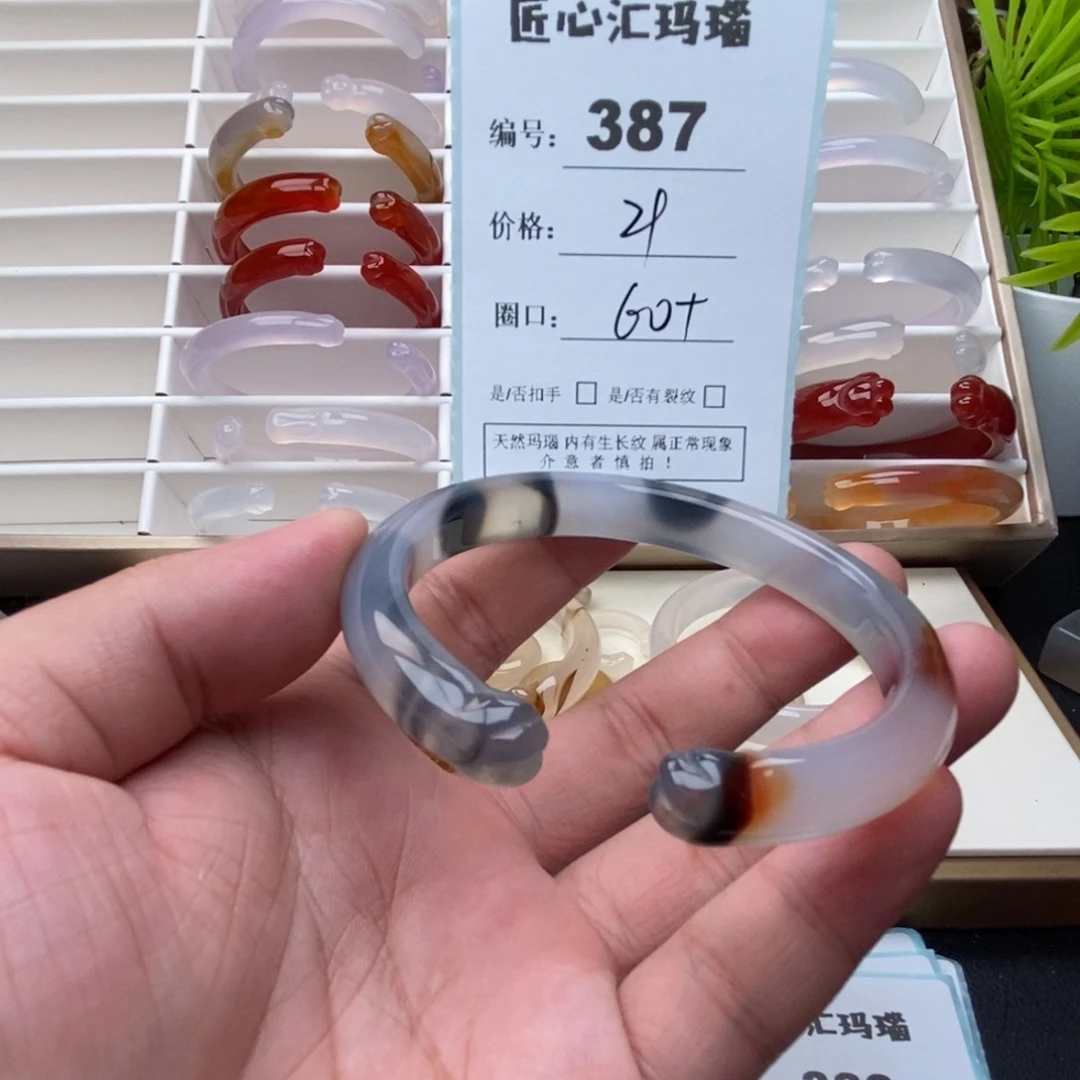 匠心汇玛瑙
编号: 387
价格:
圈口: 60+
是/否扣手 □ 是/否有裂纹 □
天然玛瑙 内有生长纹 属正常现象
介意者慎拍!
汇玛瑙